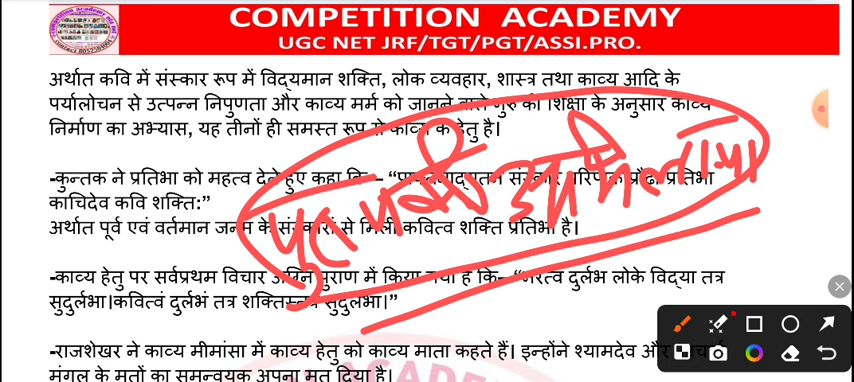 COMPETITION ACADEMY
UGC NET JRF/TGT/PGT/ASSI.PRO.
अर्थात कवि में संस्कार रूप में विद्यमान शक्ति, लोक व्यवहार, शास्त्र तथा काव्य आदि के
पर्यालोचन से उत्पन्न निपुणता और काव्य मर्म को जानने वाले गुरु की शिक्षा के अनुसार काव्य
निर्माण का अभ्यास, यह तीनों ही समस्त रूप से काव्य के हेतु है।
-कुन्तक ने प्रतिभा को महत्व देते हुए कहा कि - “ संस्कार परिपाक प्रौढ़ा प्रतिभा
काचिदेव कवि शक्ति:”
अर्थात पूर्व एवं वर्तमान जन्म के संस्कारों से मिली कवित्व शक्ति प्रतिभा है।
-काव्य हेतु पर सर्वप्रथम विचार अग्नि पुराण में किया गया है कि- “नरत्व दुर्लभ लोके विद्या तत्र
सुदुर्लभा।कवित्वं दुर्लभं तत्र शक्तिस्तत्र सुदुर्लभा।”
-राजशेखर ने काव्य मीमांसा में काव्य हेतु को काव्य माता कहते हैं। इन्होंने श्यामदेव और
मंगल के मतों का समन्वयक अपना मत दिया है।